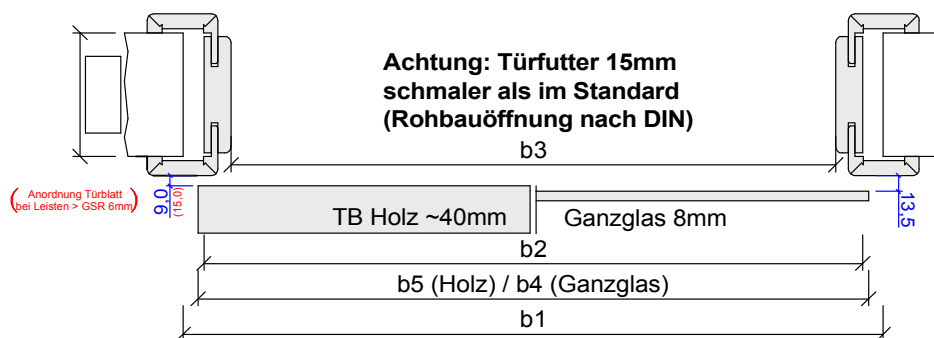 Achtung: Türfutter 15mm
schmaler als im Standard
(Rohbauöffnung nach DIN)
b3
(Anordnung Türblatt
bei Leisten > GSR 6mm)
9,0
(15,0)
13,5
TB Holz ~40mm
Ganzglas 8mm
b2
b5 (Holz) / b4 (Ganzglas)
b1